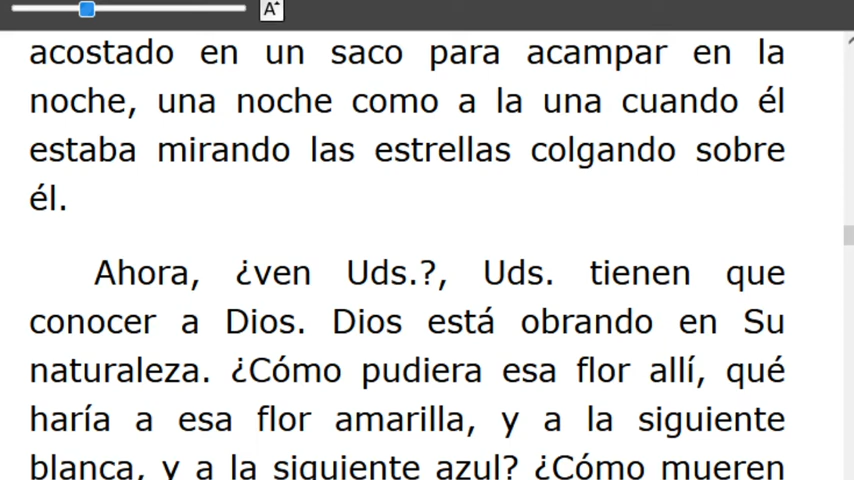 A
acostado en un saco para acampar en la
noche, una noche como a la una cuando él
estaba mirando las estrellas colgando sobre
él.
Ahora, ¿ven Uds.?, Uds. tienen que
conocer a Dios. Dios está obrando en Su
naturaleza. ¿Cómo pudiera esa flor allí, qué
haría a esa flor amarilla, y a la siguiente
blanca, y a la siguiente azul? ¿Cómo mueren